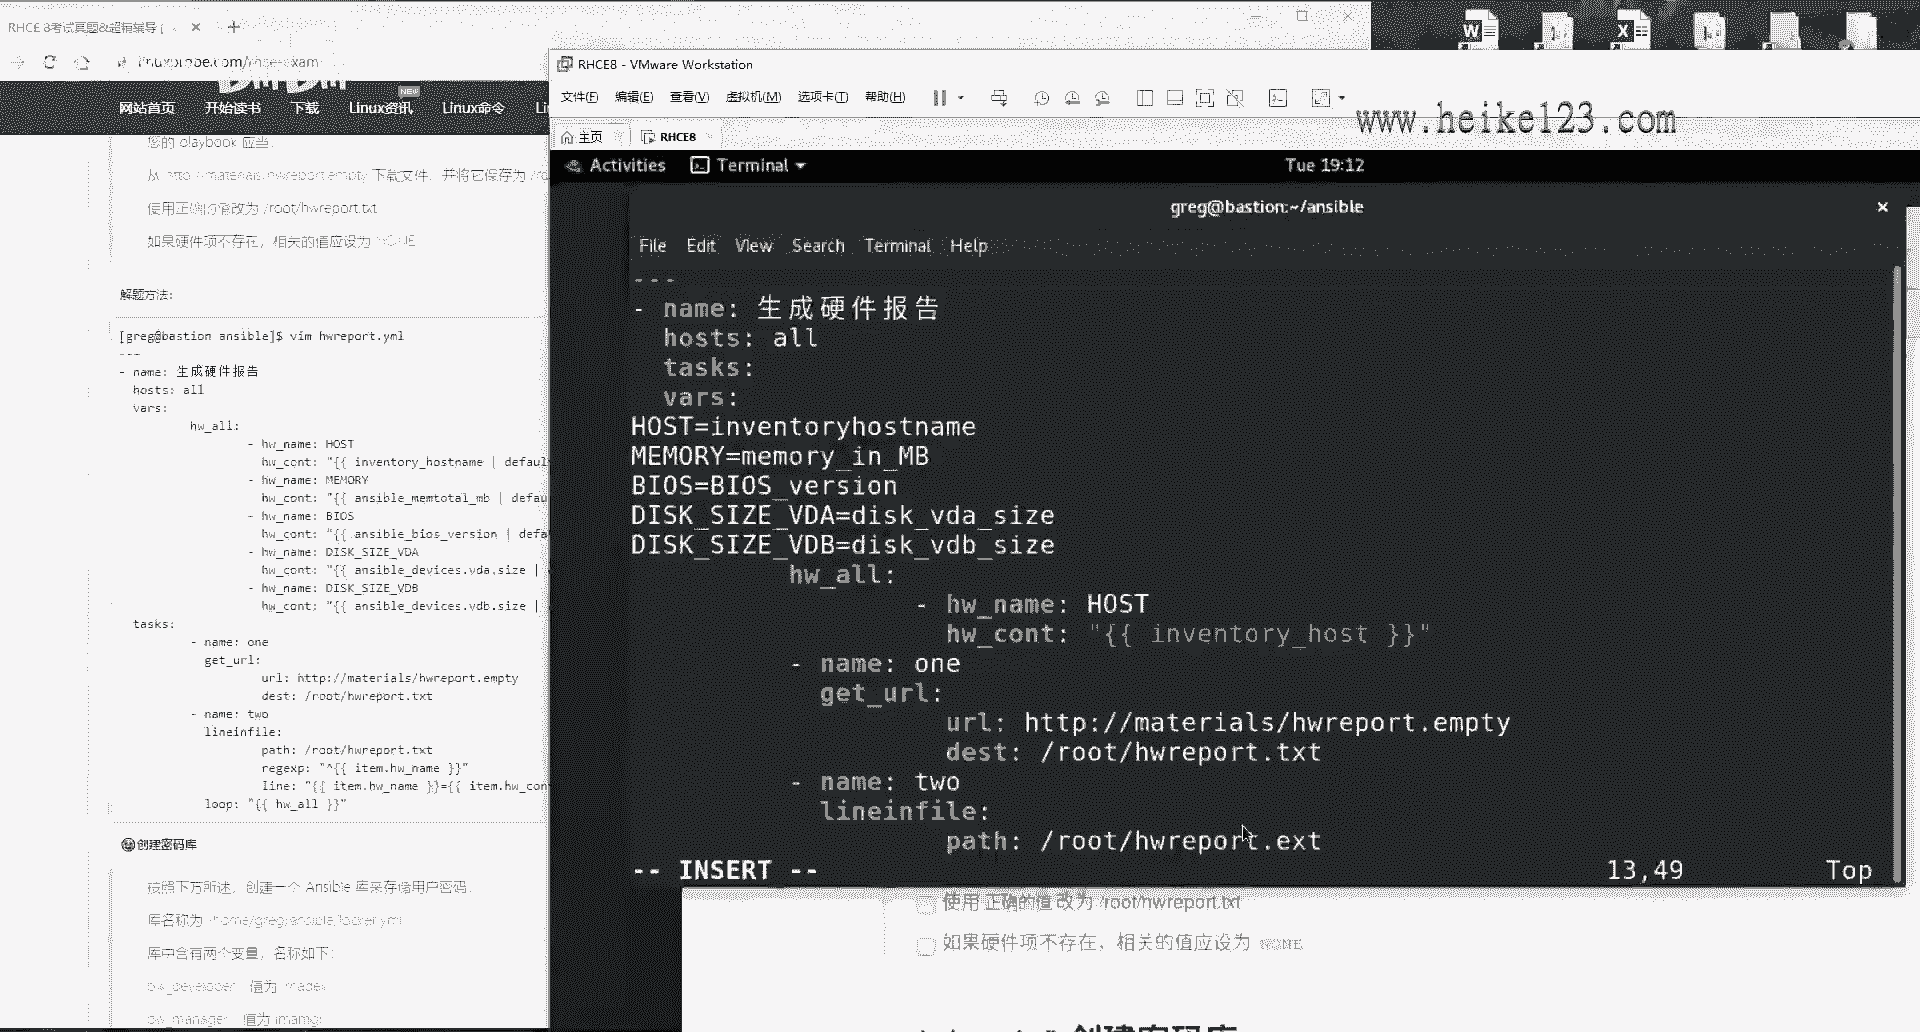 RHCE 8考试真题&超精辅导 (
linuxprobe.com/rhce-exam
网站首页 开始读书 下载 Linux资讯 Linux命令
NEW
您的 playbook 应当:
从 http://materials/hwreport.empty 下载文件，并将它保存为
使用正确的值改为 /root/hwreport.txt
如果硬件项不存在，相关的值应设为 NONE
解题方法:
[greg@bastion ansible]$ vim hwreport.yml
---
- name: 生成硬件报告
hosts: all
vars:
hw_all:
- hw_name: HOST
hw_cont: "{{ inventory_hostname | defaul
- hw_name: MEMORY
hw_cont: "{{ ansible_memtotal_mb | defau
- hw_name: BIOS
hw_cont: "{{ ansible_bios_version | defa
- hw_name: DISK_SIZE_VDA
hw_cont: "{{ ansible_devices.vda.size |
- hw_name: DISK_SIZE_VDB
hw_cont: "{{ ansible_devices.vdb.size |
tasks:
- name: one
get_url:
url: http://materials/hwreport.empty
dest: /root/hwreport.txt
- name: two
lineinfile:
path: /root/hwreport.txt
regexp: "^{{ item.hw_name }}"
line: "{{ item.hw_name }}={{ item.hw_con
loop: "{{ hw_all }}"
创建密码库
按照下方所述，创建一个 Ansible 库来存储用户密码.
库名称为 /home/greg/ansible/locker.yml
库中含有两个变量，名称如下:
pw_developer 值为 Imadev
pw_manager 值为 Imamgr
RHCE8 - VMware Workstation
文件(F) 编辑(E) 查看(V) 虚拟机(M) 选项卡(T) 帮助(H)
www.heike123.com
主页 RHCE8
Activities Terminal Tue 19:12
greg@bastion:~/ansible
File Edit View Search Terminal Help
---
- name: 生成硬件报告
hosts: all
tasks:
vars:
HOST=inventoryhostname
MEMORY=memory_in_MB
BIOS=BIOS_version
DISK_SIZE_VDA=disk_vda_size
DISK_SIZE_VDB=disk_vdb_size
hw_all:
- hw_name: HOST
hw_cont: "{{ inventory_host }}"
- name: one
get_url:
url: http://materials/hwreport.empty
dest: /root/hwreport.txt
- name: two
lineinfile:
path: /root/hwreport.ext
-- INSERT -- 13,49 Top
使用正确的值改为 /root/hwreport.txt
如果硬件项不存在，相关的值应设为 NONE
创建密码库